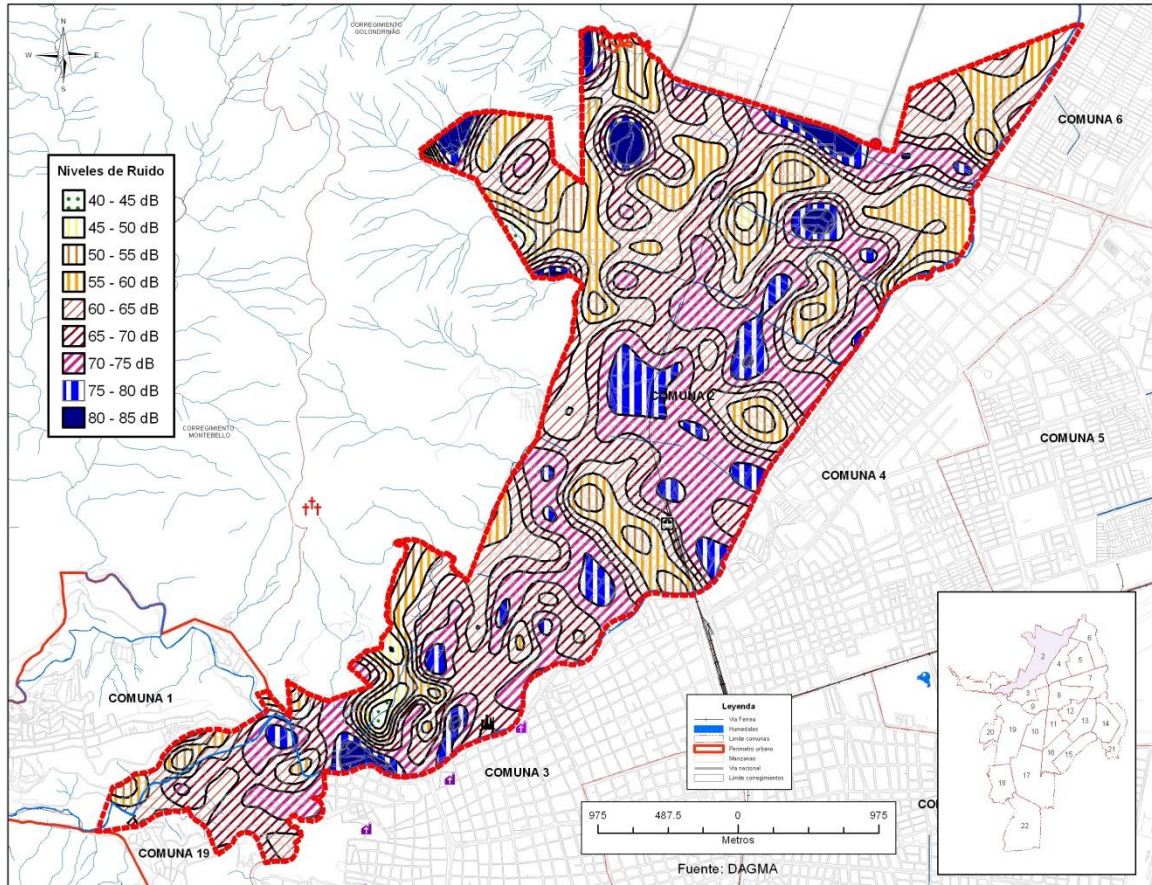 N
W E
S
CORREGIMIENTO
GOLONDRINAS
COMUNA 6
Niveles de Ruido
40 - 45 dB
45 - 50 dB
50 - 55 dB
55 - 60 dB
60 - 65 dB
65 - 70 dB
70 -75 dB
75 - 80 dB
80 - 85 dB
COMUNA 2
CORREGIMIENTO
MONTEBELLO
COMUNA 5
COMUNA 4
COMUNA 1
COMUNA 3
COMUNA 19
Leyenda
Via Ferrea
Humedales
Limite comunas
Perimetro urbano
Manzanas
Via nacional
Limite corregimientos
975 487.5 0 975
Metros
Fuente: DAGMA
6
2
5
4
7
3
8
9
12
14
13
11
19
10
20
21
16
15
18
17
22